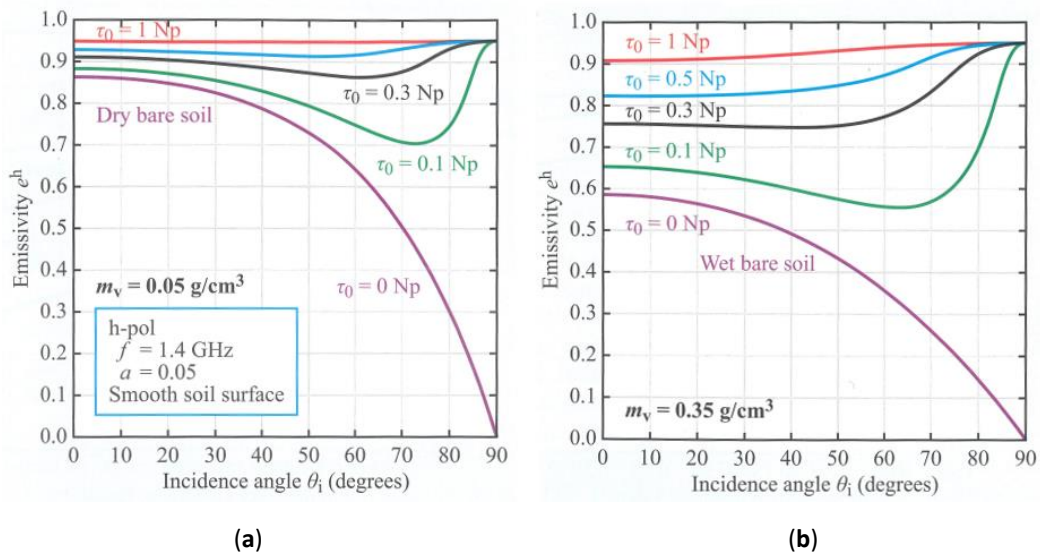 1.0
0.9
0.8
0.7
0.6
0.5
0.4
0.3
0.2
0.1
0.0
Emissivity eʰ
τ₀ = 1 Np
τ₀ = 0.3 Np
Dry bare soil
τ₀ = 0.1 Np
mᵥ = 0.05 g/cm³
τ₀ = 0 Np
h-pol
f = 1.4 GHz
a = 0.05
Smooth soil surface
0 10 20 30 40 50 60 70 80 90
Incidence angle θᵢ (degrees)
(a)
1.0
0.9
0.8
0.7
0.6
0.5
0.4
0.3
0.2
0.1
0.0
Emissivity eʰ
τ₀ = 1 Np
τ₀ = 0.5 Np
τ₀ = 0.3 Np
τ₀ = 0.1 Np
τ₀ = 0 Np
Wet bare soil
mᵥ = 0.35 g/cm³
0 10 20 30 40 50 60 70 80 90
Incidence angle θᵢ (degrees)
(b)